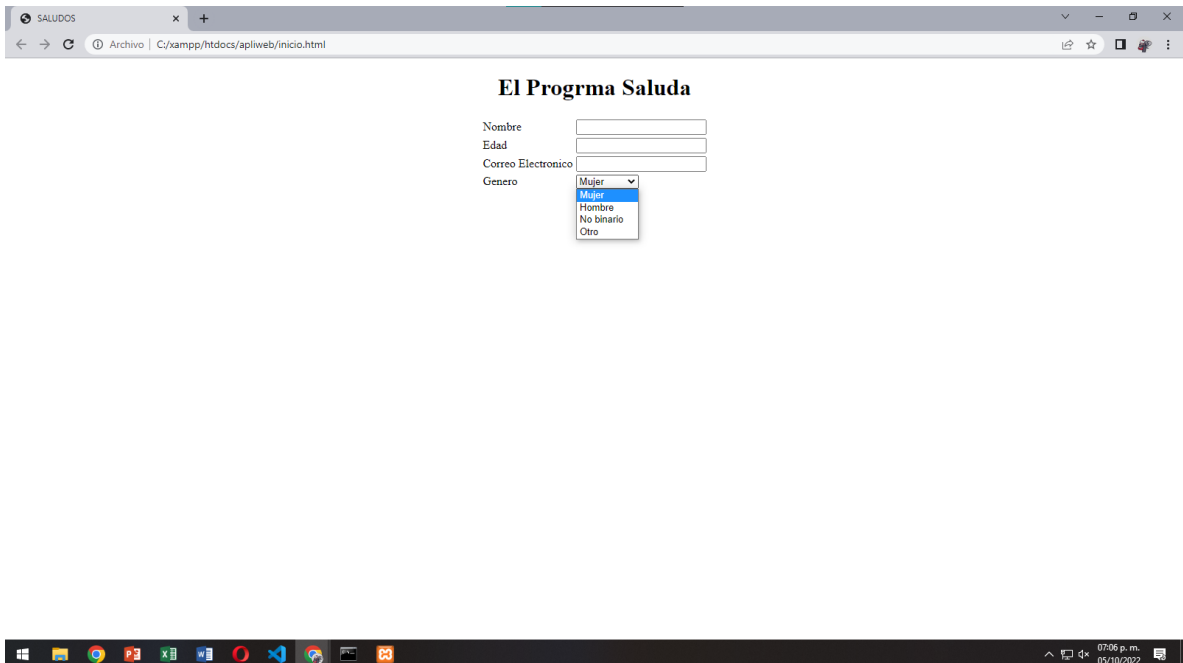 SALUDOS
Archivo | C:/xampp/htdocs/apliweb/inicio.html
El Progrma Saluda
Nombre
Edad
Correo Electronico
Genero Mujer
Mujer
Hombre
No binario
Otro
07:06 p. m.
05/10/2022